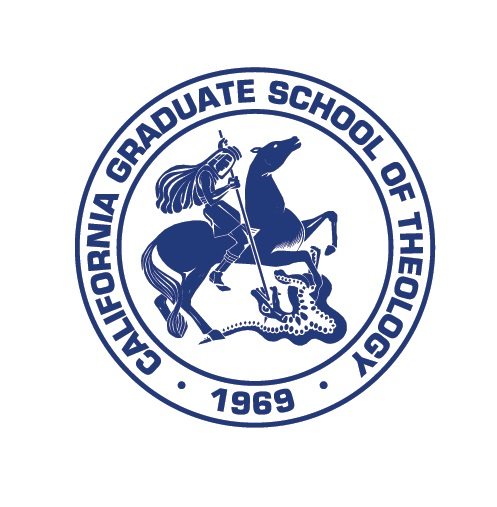 CALIFORNIA GRADUATE SCHOOL OF THEOLOGY
• 1969 •